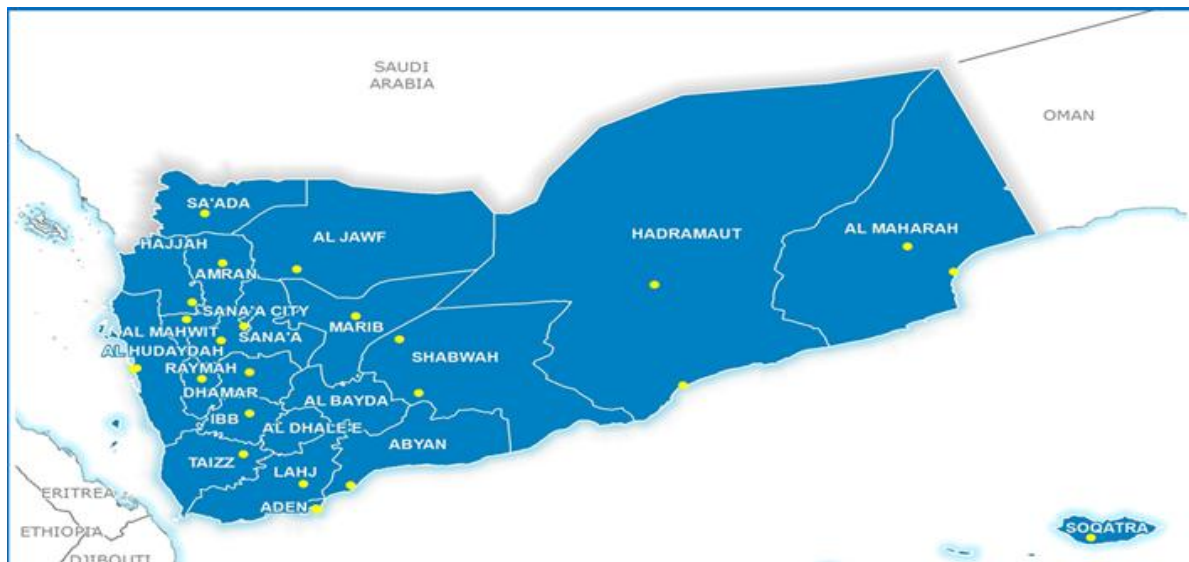 SAUDI
ARABIA
OMAN
SA'ADA
HAJJAH
AL JAWF
HADRAMAUT
AL MAHARAH
AMRAN
SANA'A CITY
AL MAHWIT
SANA'A
MARIB
AL HUDAYDAH
SHABWAH
RAYMAH
DHAMAR
AL BAYDA
IBB
AL DHALE'E
ABYAN
TAIZZ
LAHJ
ADEN
ERITREA
SOQATRA
ETHIOPIA
DJIBOUTI